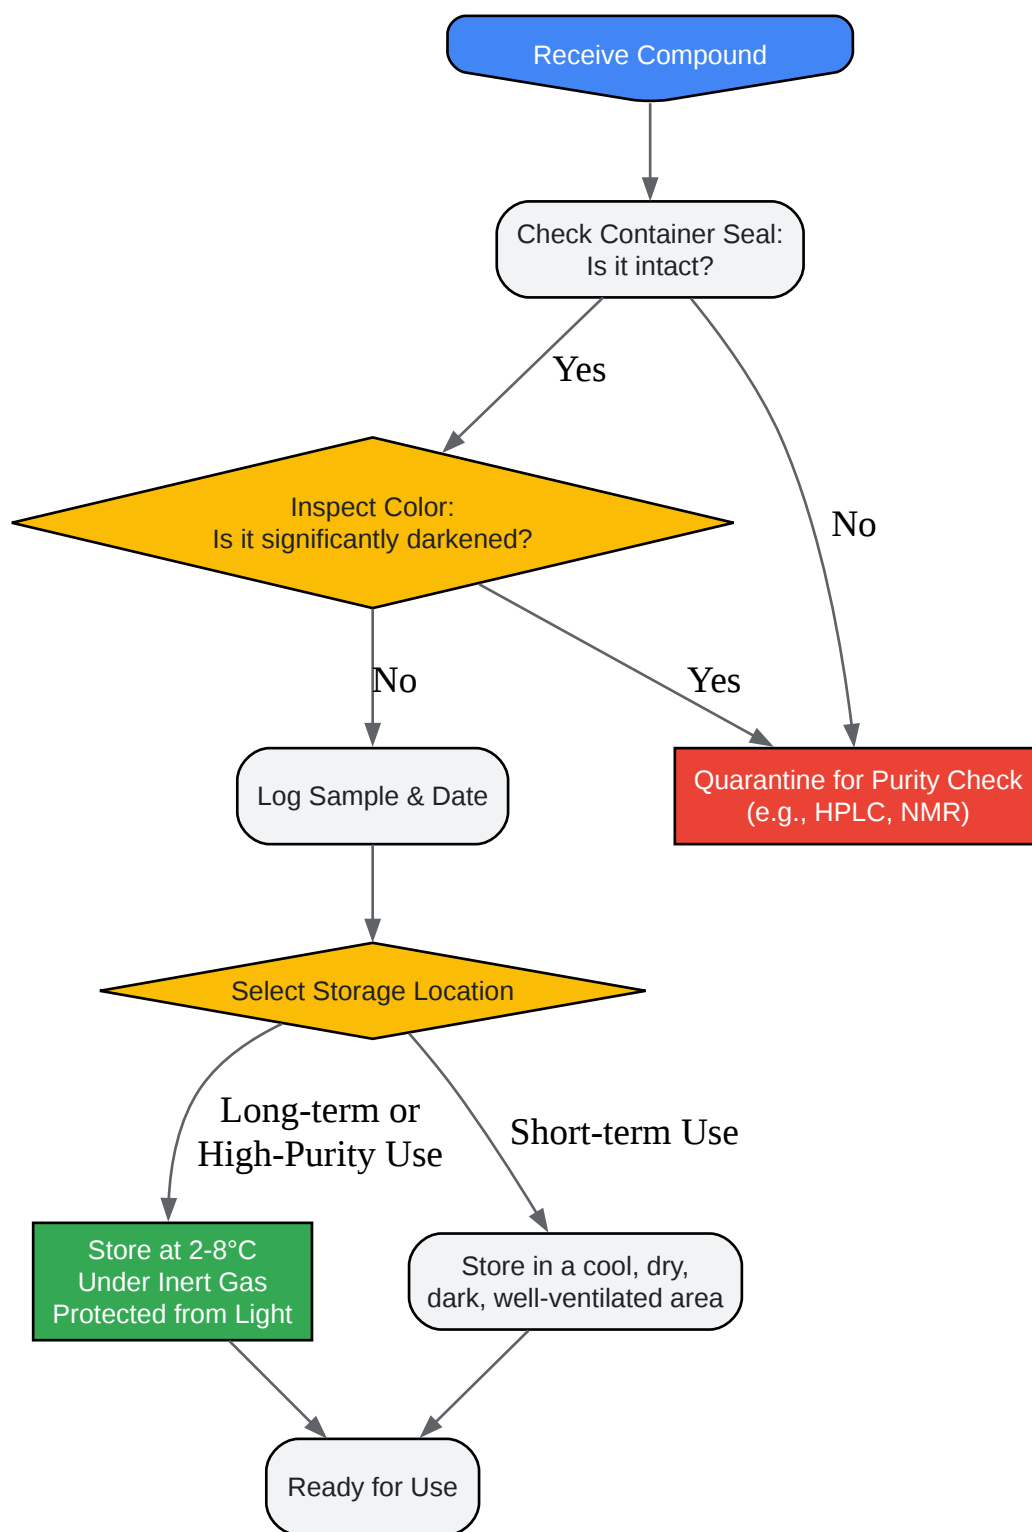 Receive Compound
Check Container Seal:
Is it intact?
Yes
Inspect Color:
Is it significantly darkened?
No
No
Yes
Log Sample & Date
Quarantine for Purity Check
(e.g., HPLC, NMR)
Select Storage Location
Long-term or
High-Purity Use
Short-term Use
Store at 2-8°C
Under Inert Gas
Protected from Light
Store in a cool, dry,
dark, well-ventilated area
Ready for Use